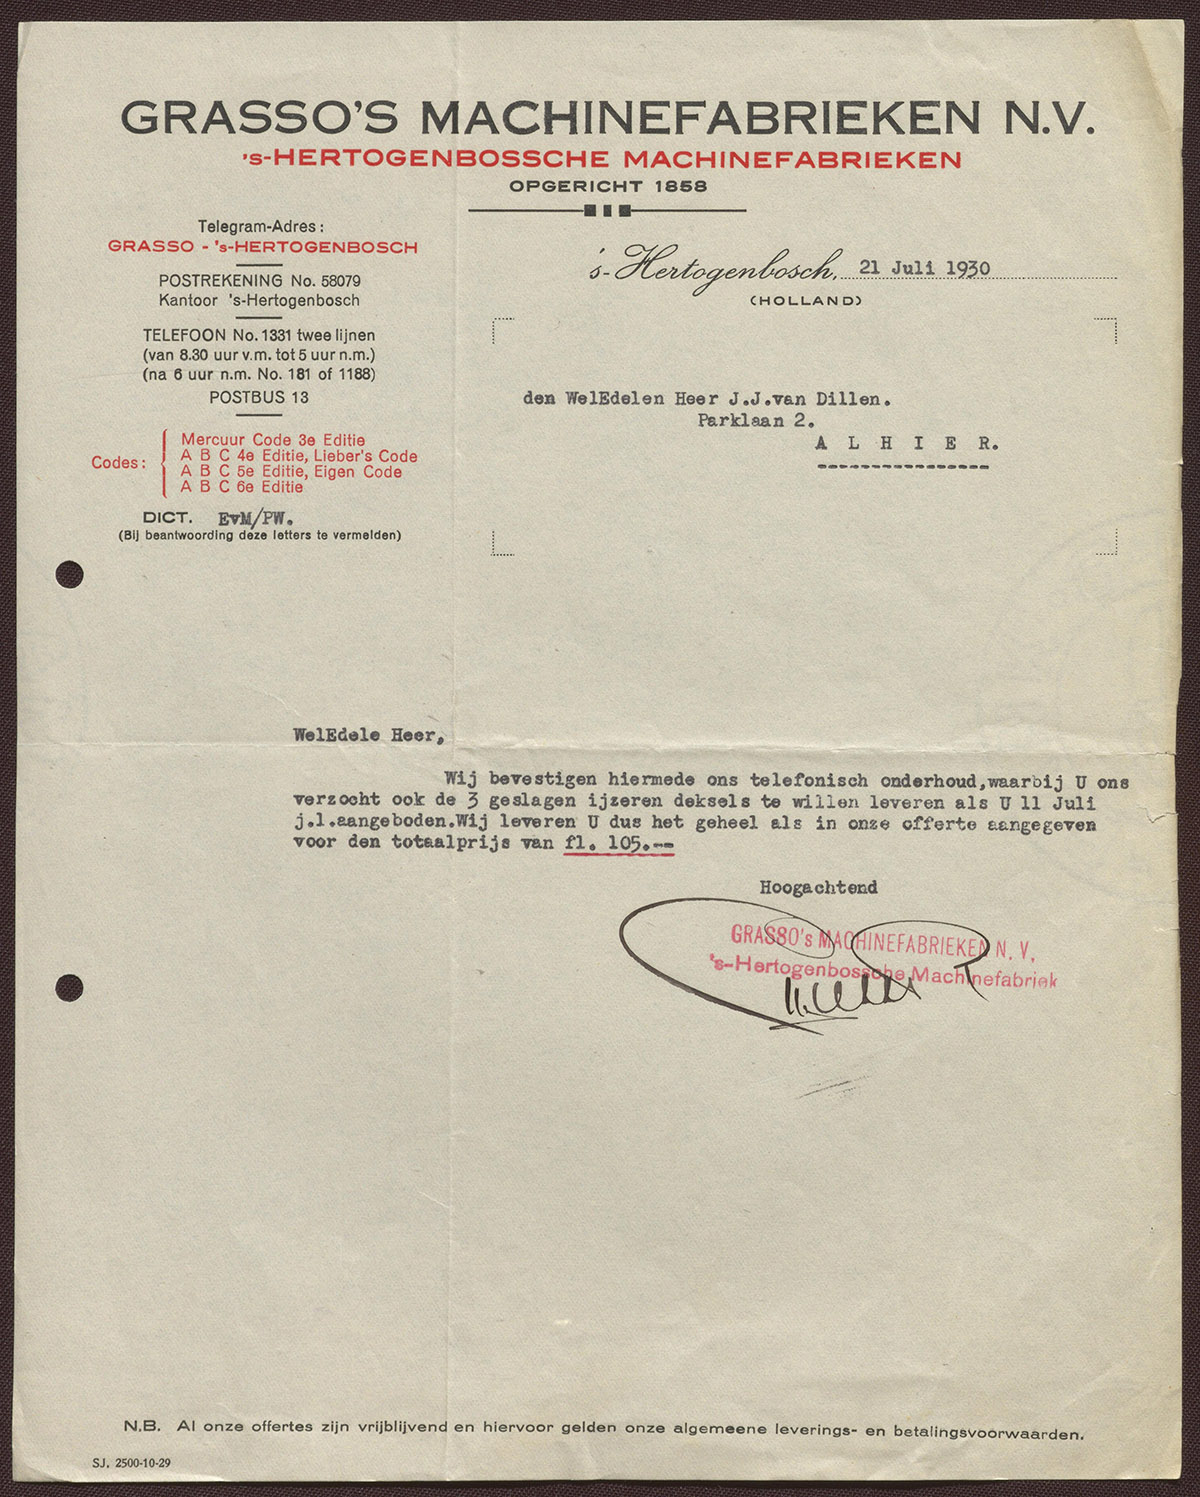 GRASSO'S MACHINEFABRIEKEN N.V.
's-HERTOGENBOSSCHE MACHINEFABRIEKEN
OPGERICHT 1858
Telegram-Adres:
GRASSO - 's-HERTOGENBOSCH
POSTREKENING No. 58079
Kantoor 's-Hertogenbosch
TELEFOON No. 1331 twee lijnen
(van 8.30 uur v.m. tot 5 uur n.m.)
(na 6 uur n.m. No. 181 of 1188)
POSTBUS 13
Codes:
Mercuur Code 3e Editie
A B C 4e Editie, Lieber's Code
A B C 5e Editie, Eigen Code
A B C 6e Editie
DICT. EvM/PW.
(Bij beantwoording deze letters te vermelden)
's-Hertogenbosch, 21 Juli 1930
(HOLLAND)
den WelEdelen Heer J.J.van Dillen.
Parklaan 2.
A L H I E R.
WelEdele Heer,
Wij bevestigen hiermede ons telefonisch onderhoud,waarbij U ons
verzocht ook de 3 geslagen ijzeren deksels te willen leveren als U 11 Juli
j.l.aangeboden.Wij leveren U dus het geheel als in onze offerte aangegeven
voor den totaalprijs van fl. 105.--
Hoogachtend
GRASSO's MACHINEFABRIEKEN N. V.
's-Hertogenbossche Machinefabriek
N.B. Al onze offertes zijn vrijblijvend en hiervoor gelden onze algemeene leverings- en betalingsvoorwaarden.
SJ. 2500-10-29